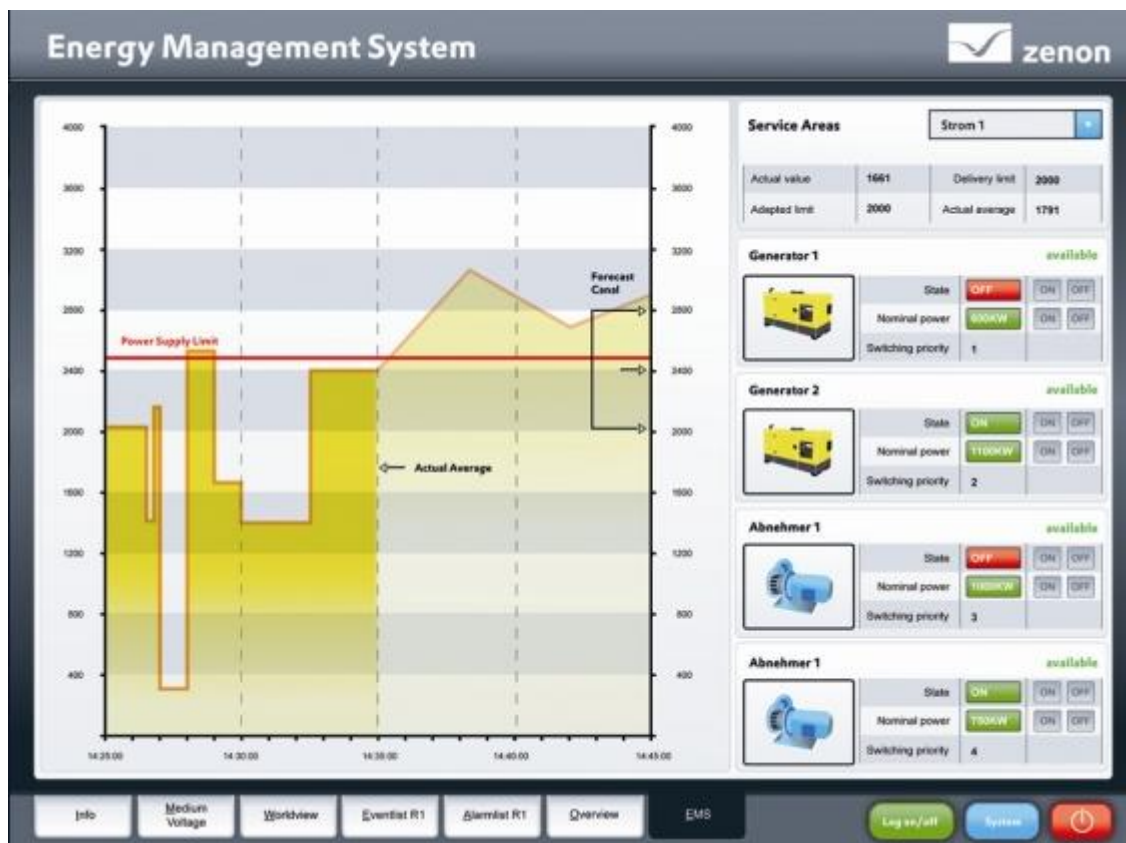 Energy Management System
zenon
4000
3600
3200
2800
2400
2000
1600
1200
800
400
4000
3600
3200
2800
2400
2000
1600
1200
800
400
Power Supply Limit
Forecast
Canal
Actual Average
14:25:00
14:30:00
14:35:00
14:40:00
14:45:00
Service Areas
Strom 1
Actual value 1661 Delivery limit 2000
Adapted limit 2000 Actual average 1791
Generator 1 available
State OFF ON OFF
Nominal power 600KW ON OFF
Switching priority 1
Generator 2 available
State ON ON OFF
Nominal power 1100KW ON OFF
Switching priority 2
Abnehmer 1 available
State OFF ON OFF
Nominal power 1000KW ON OFF
Switching priority 3
Abnehmer 1 available
State ON ON OFF
Nominal power 750KW ON OFF
Switching priority 4
Info
Medium
Voltage
Worldview
Eventlist R1
Alarmlist R1
Overview
EMS
Log on/off
System